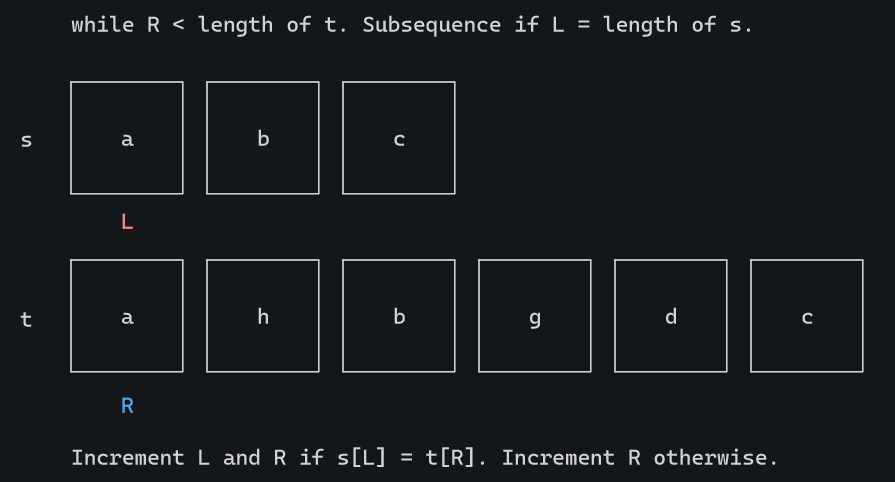 while R < length of t. Subsequence if L = length of s.
s a b c
L
t a h b g d c
R
Increment L and R if s[L] = t[R]. Increment R otherwise.